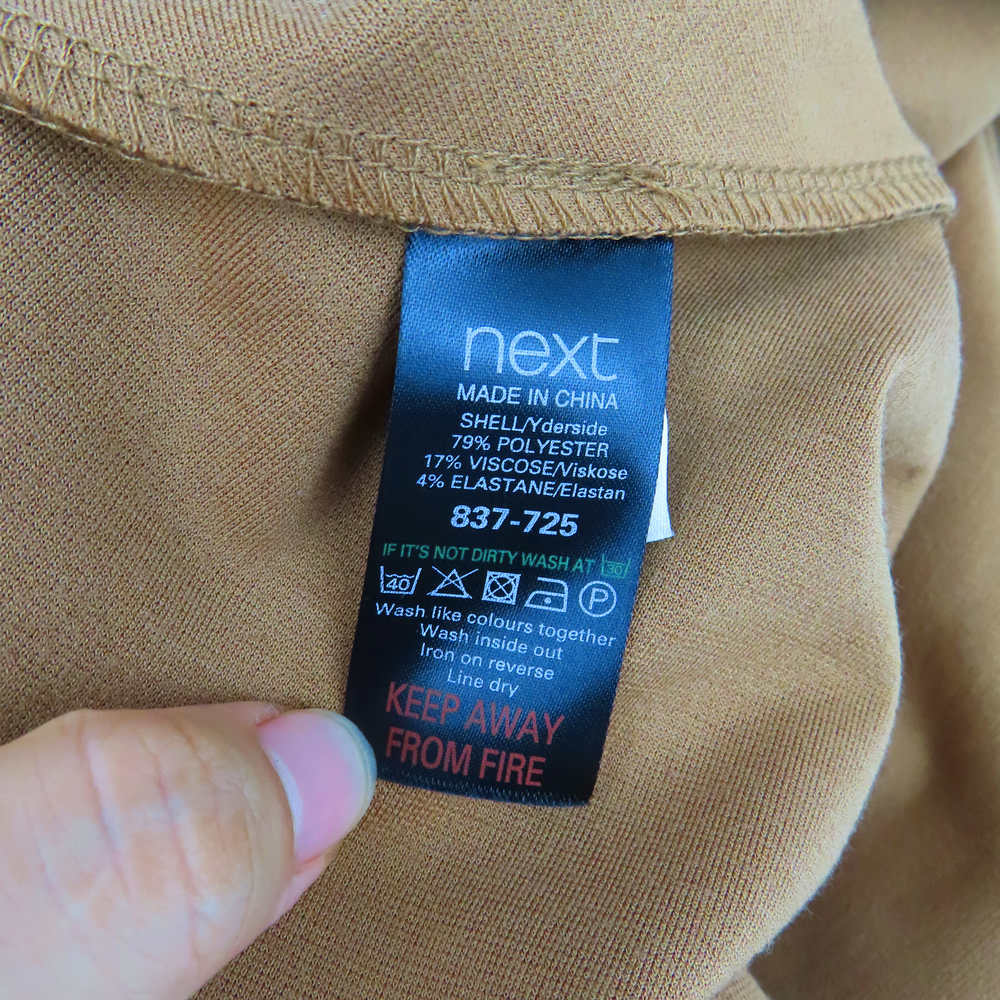 next
MADE IN CHINA
SHELL/Yderside
79% POLYESTER
17% VISCOSE/Viskose
4% ELASTANE/Elastan
837-725
IF IT'S NOT DIRTY WASH AT 30
40 P
Wash like colours together
Wash inside out
Iron on reverse
Line dry
KEEP AWAY
FROM FIRE